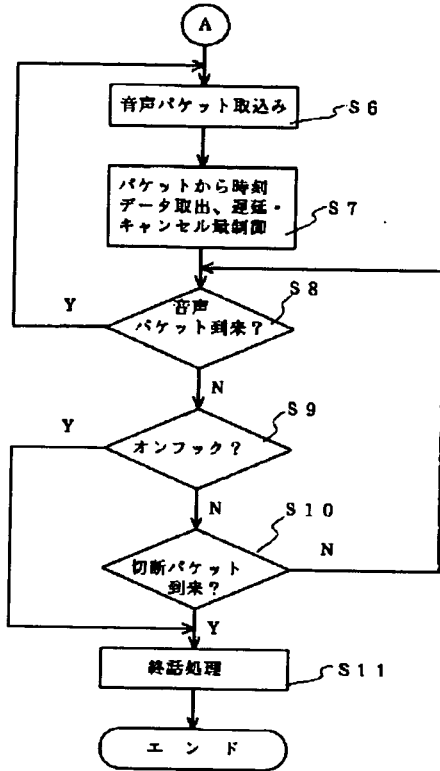 A
音声パケット取込み
S6
パケットから時刻
データ取出、遅延・
キャンセル量制御
S7
音声
パケット到来?
S8
Y
N
オンフック?
S9
Y
N
切断パケット
到来?
S10
N
Y
終話処理
S11
エンド